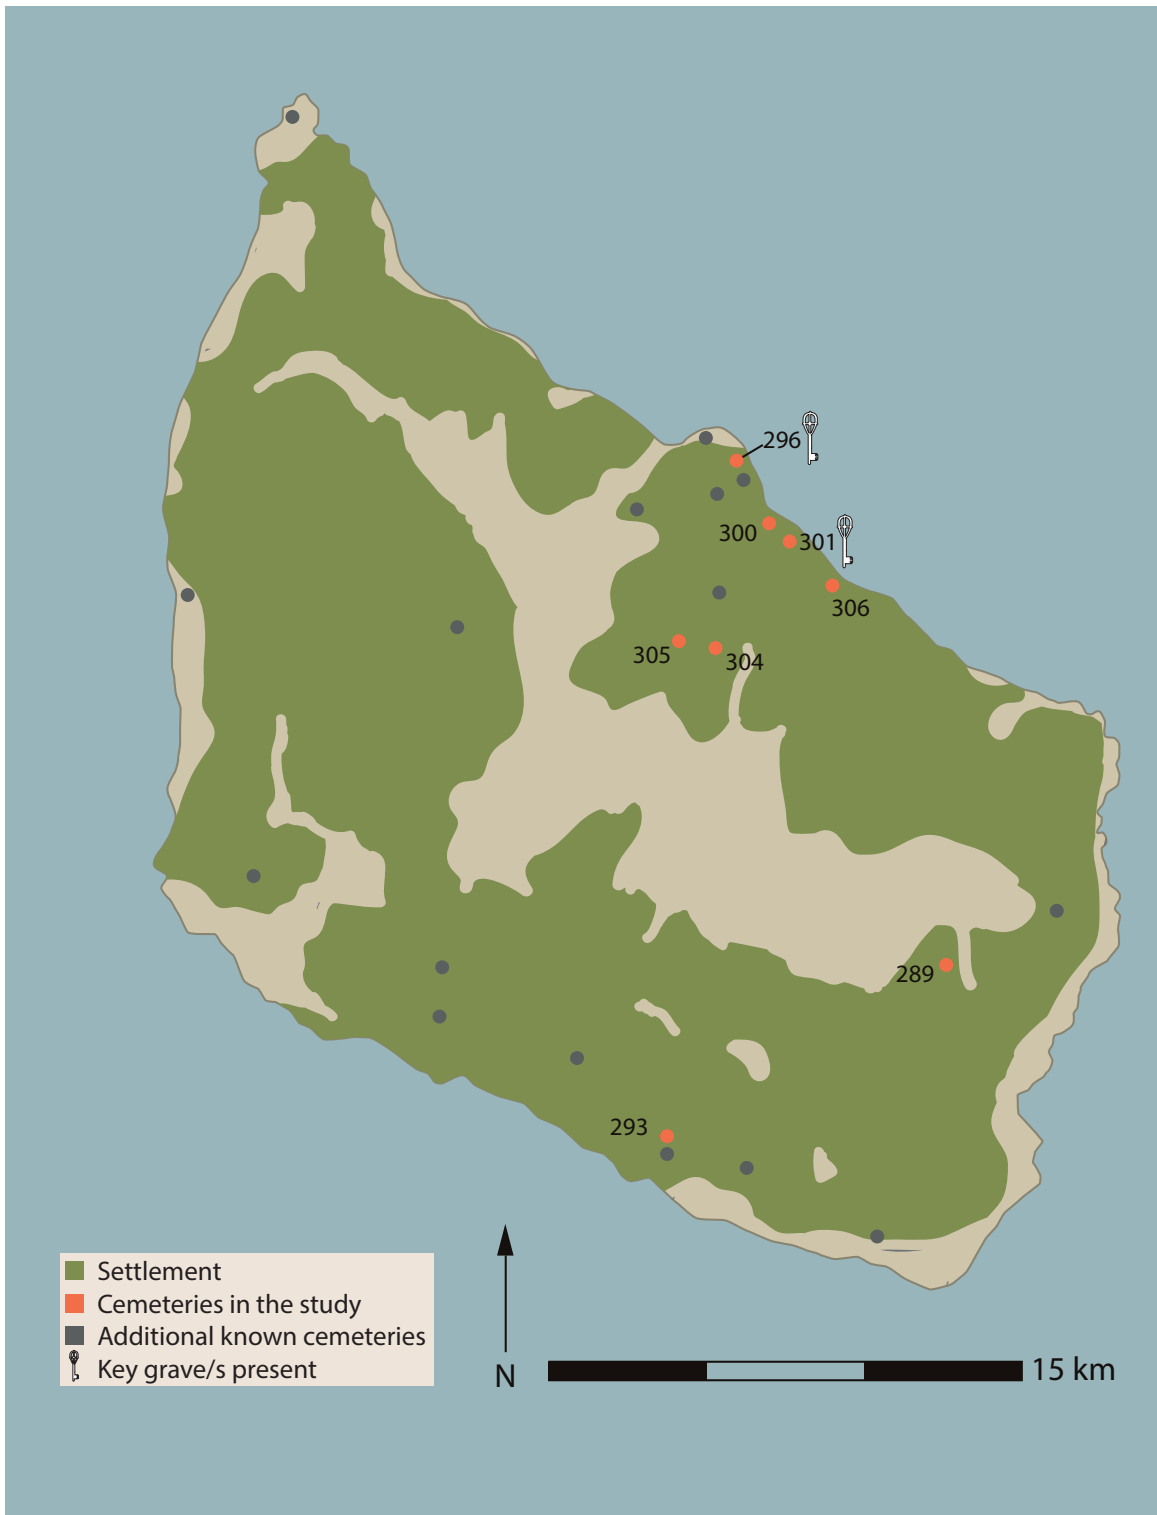 296
300
301
306
305
304
289
293
Settlement
Cemeteries in the study
Additional known cemeteries
Key grave/s present
N
15 km